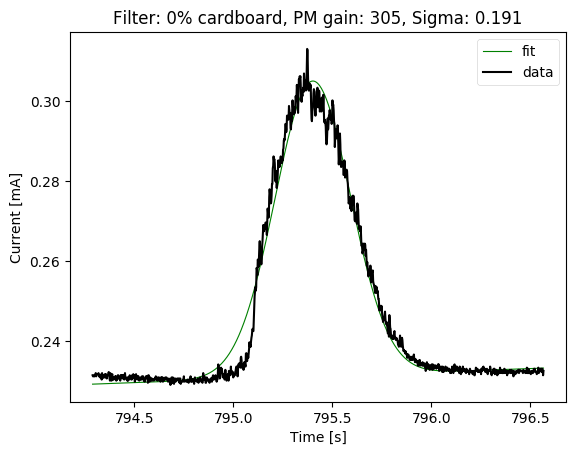 Filter: 0% cardboard, PM gain: 305, Sigma: 0.191
fit
data
0.30
0.28
0.26
0.24
Current [mA]
794.5 795.0 795.5 796.0 796.5
Time [s]